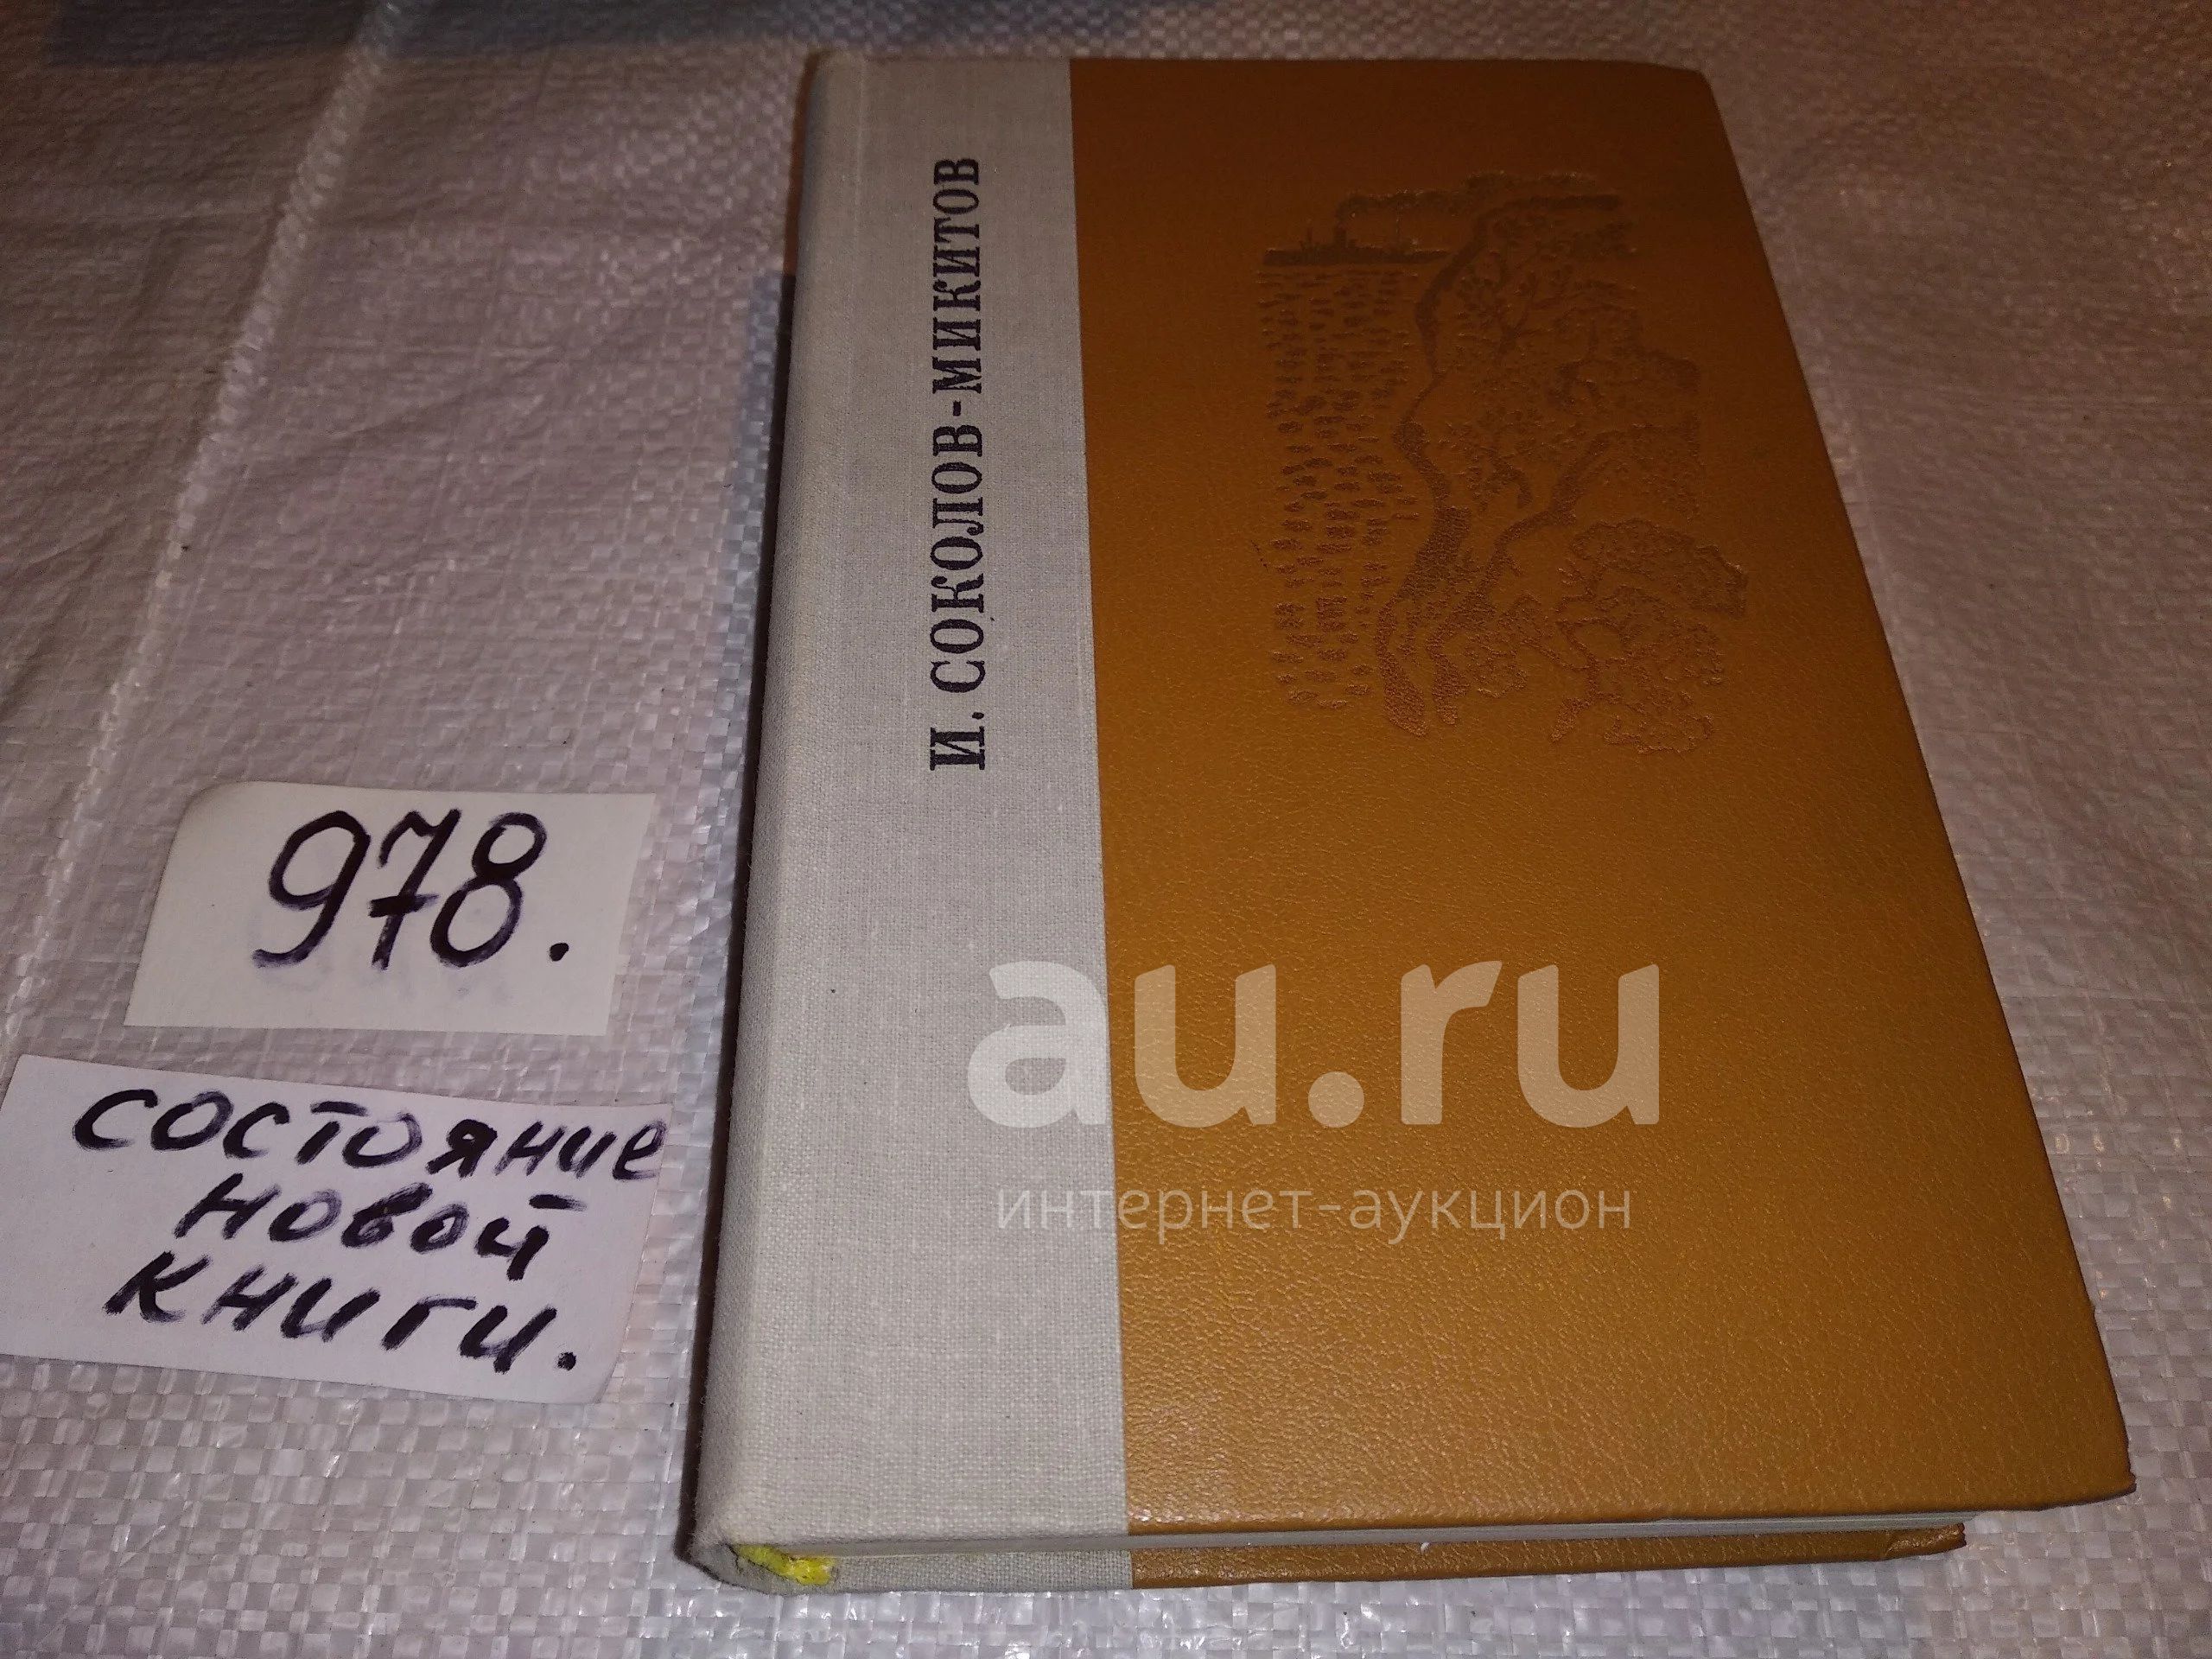 И. СОКОЛОВ-МИКИТОВ
978.
состояние
новой
книги.
au.ru
интернет-аукцион